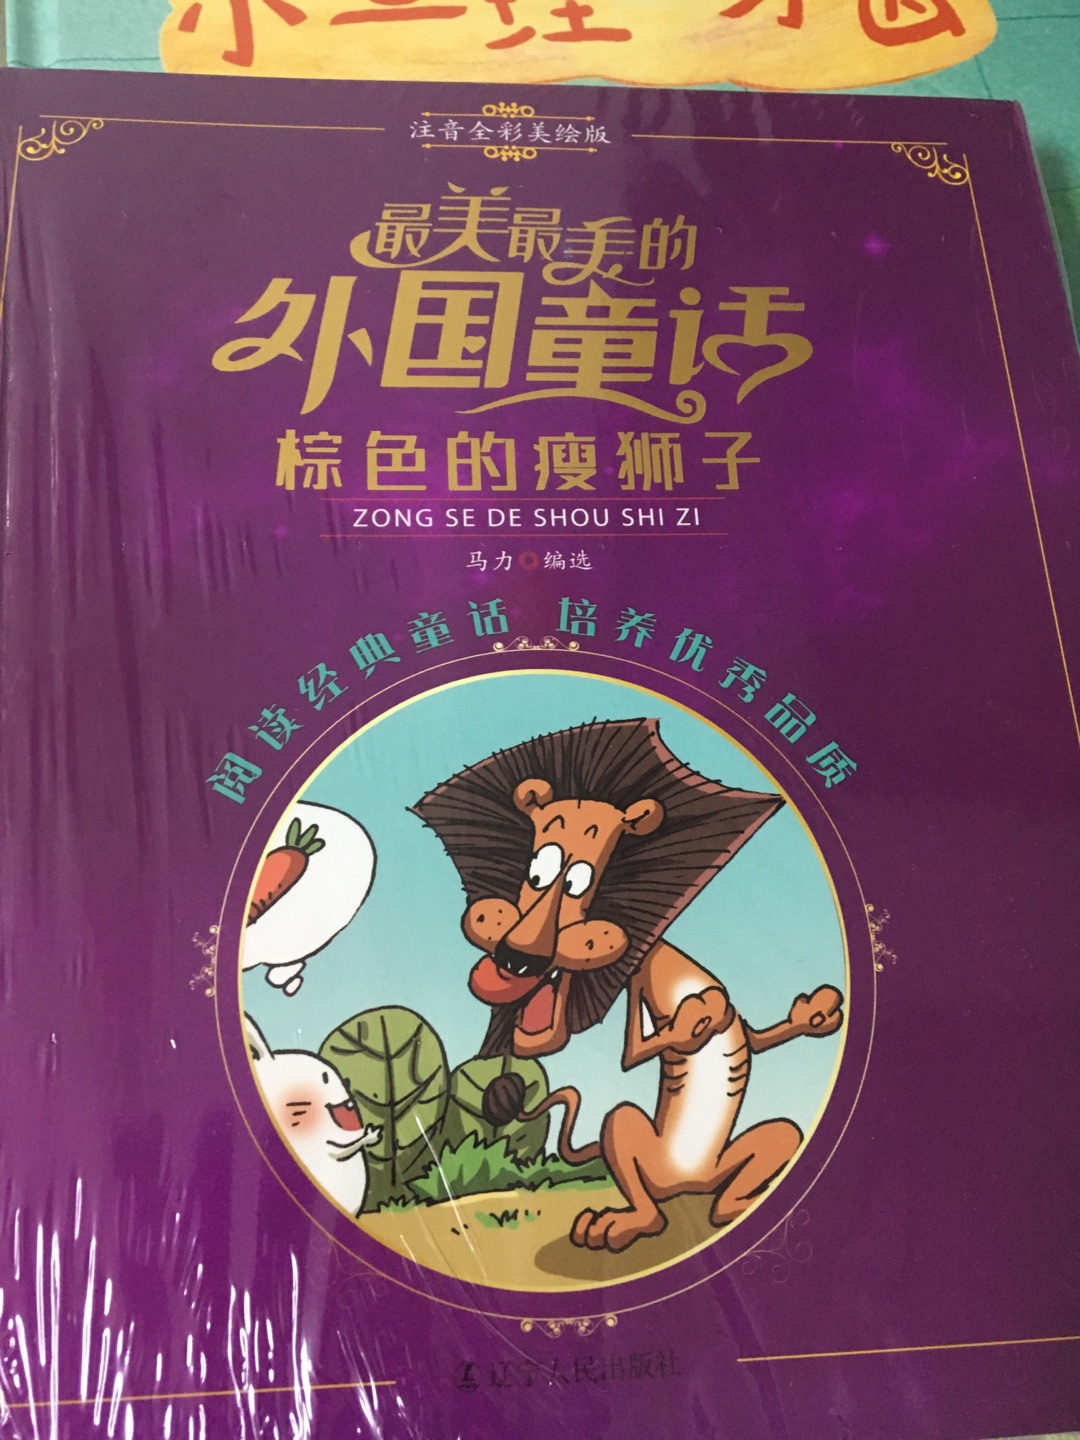 注音全彩美绘版
最美最美的
外国童话
棕色的瘦狮子
ZONG SE DE SHOU SHI ZI
马力 编选
阅读经典童话 培养优秀品质
辽宁人民出版社